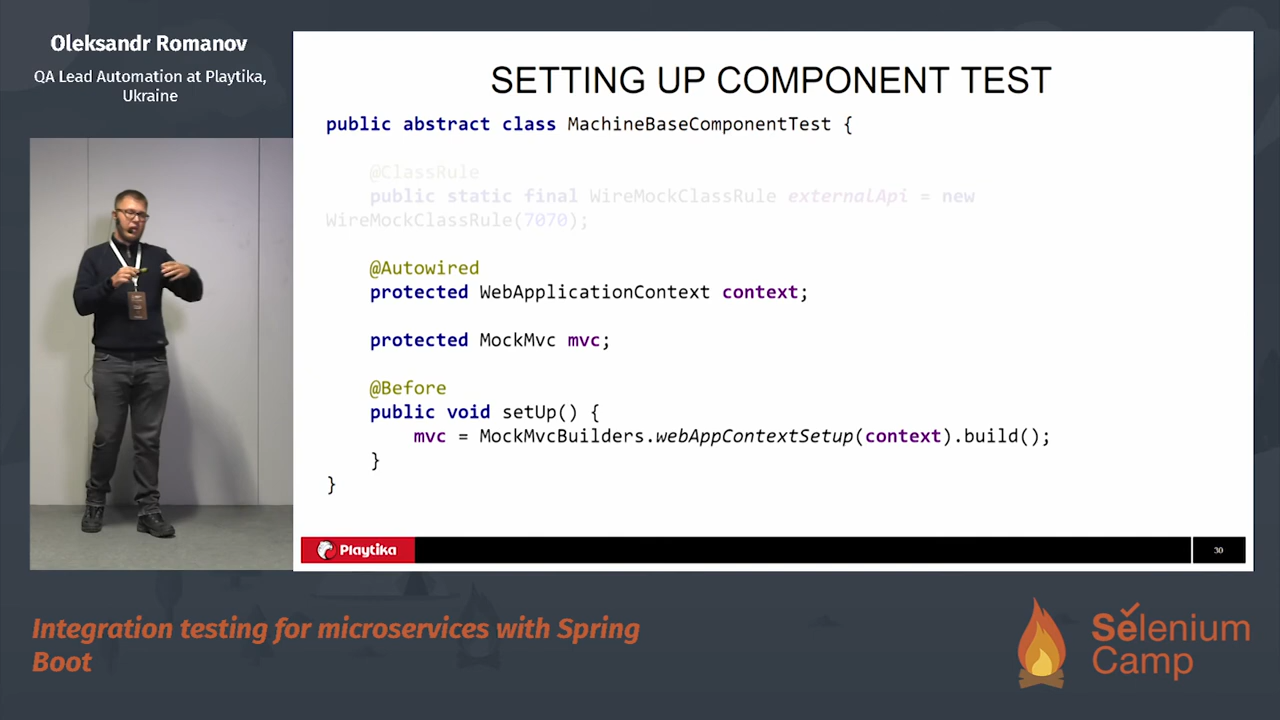 Oleksandr Romanov
QA Lead Automation at Playtika,
Ukraine
SETTING UP COMPONENT TEST
public abstract class MachineBaseComponentTest {
@ClassRule
public static final WireMockClassRule externalApi = new
WireMockClassRule(7070);
@Autowired
protected WebApplicationContext context;
protected MockMvc mvc;
@Before
public void setUp() {
mvc = MockMvcBuilders.webAppContextSetup(context).build();
}
}
Playtika
30
Integration testing for microservices with Spring
Boot
Selenium
Camp